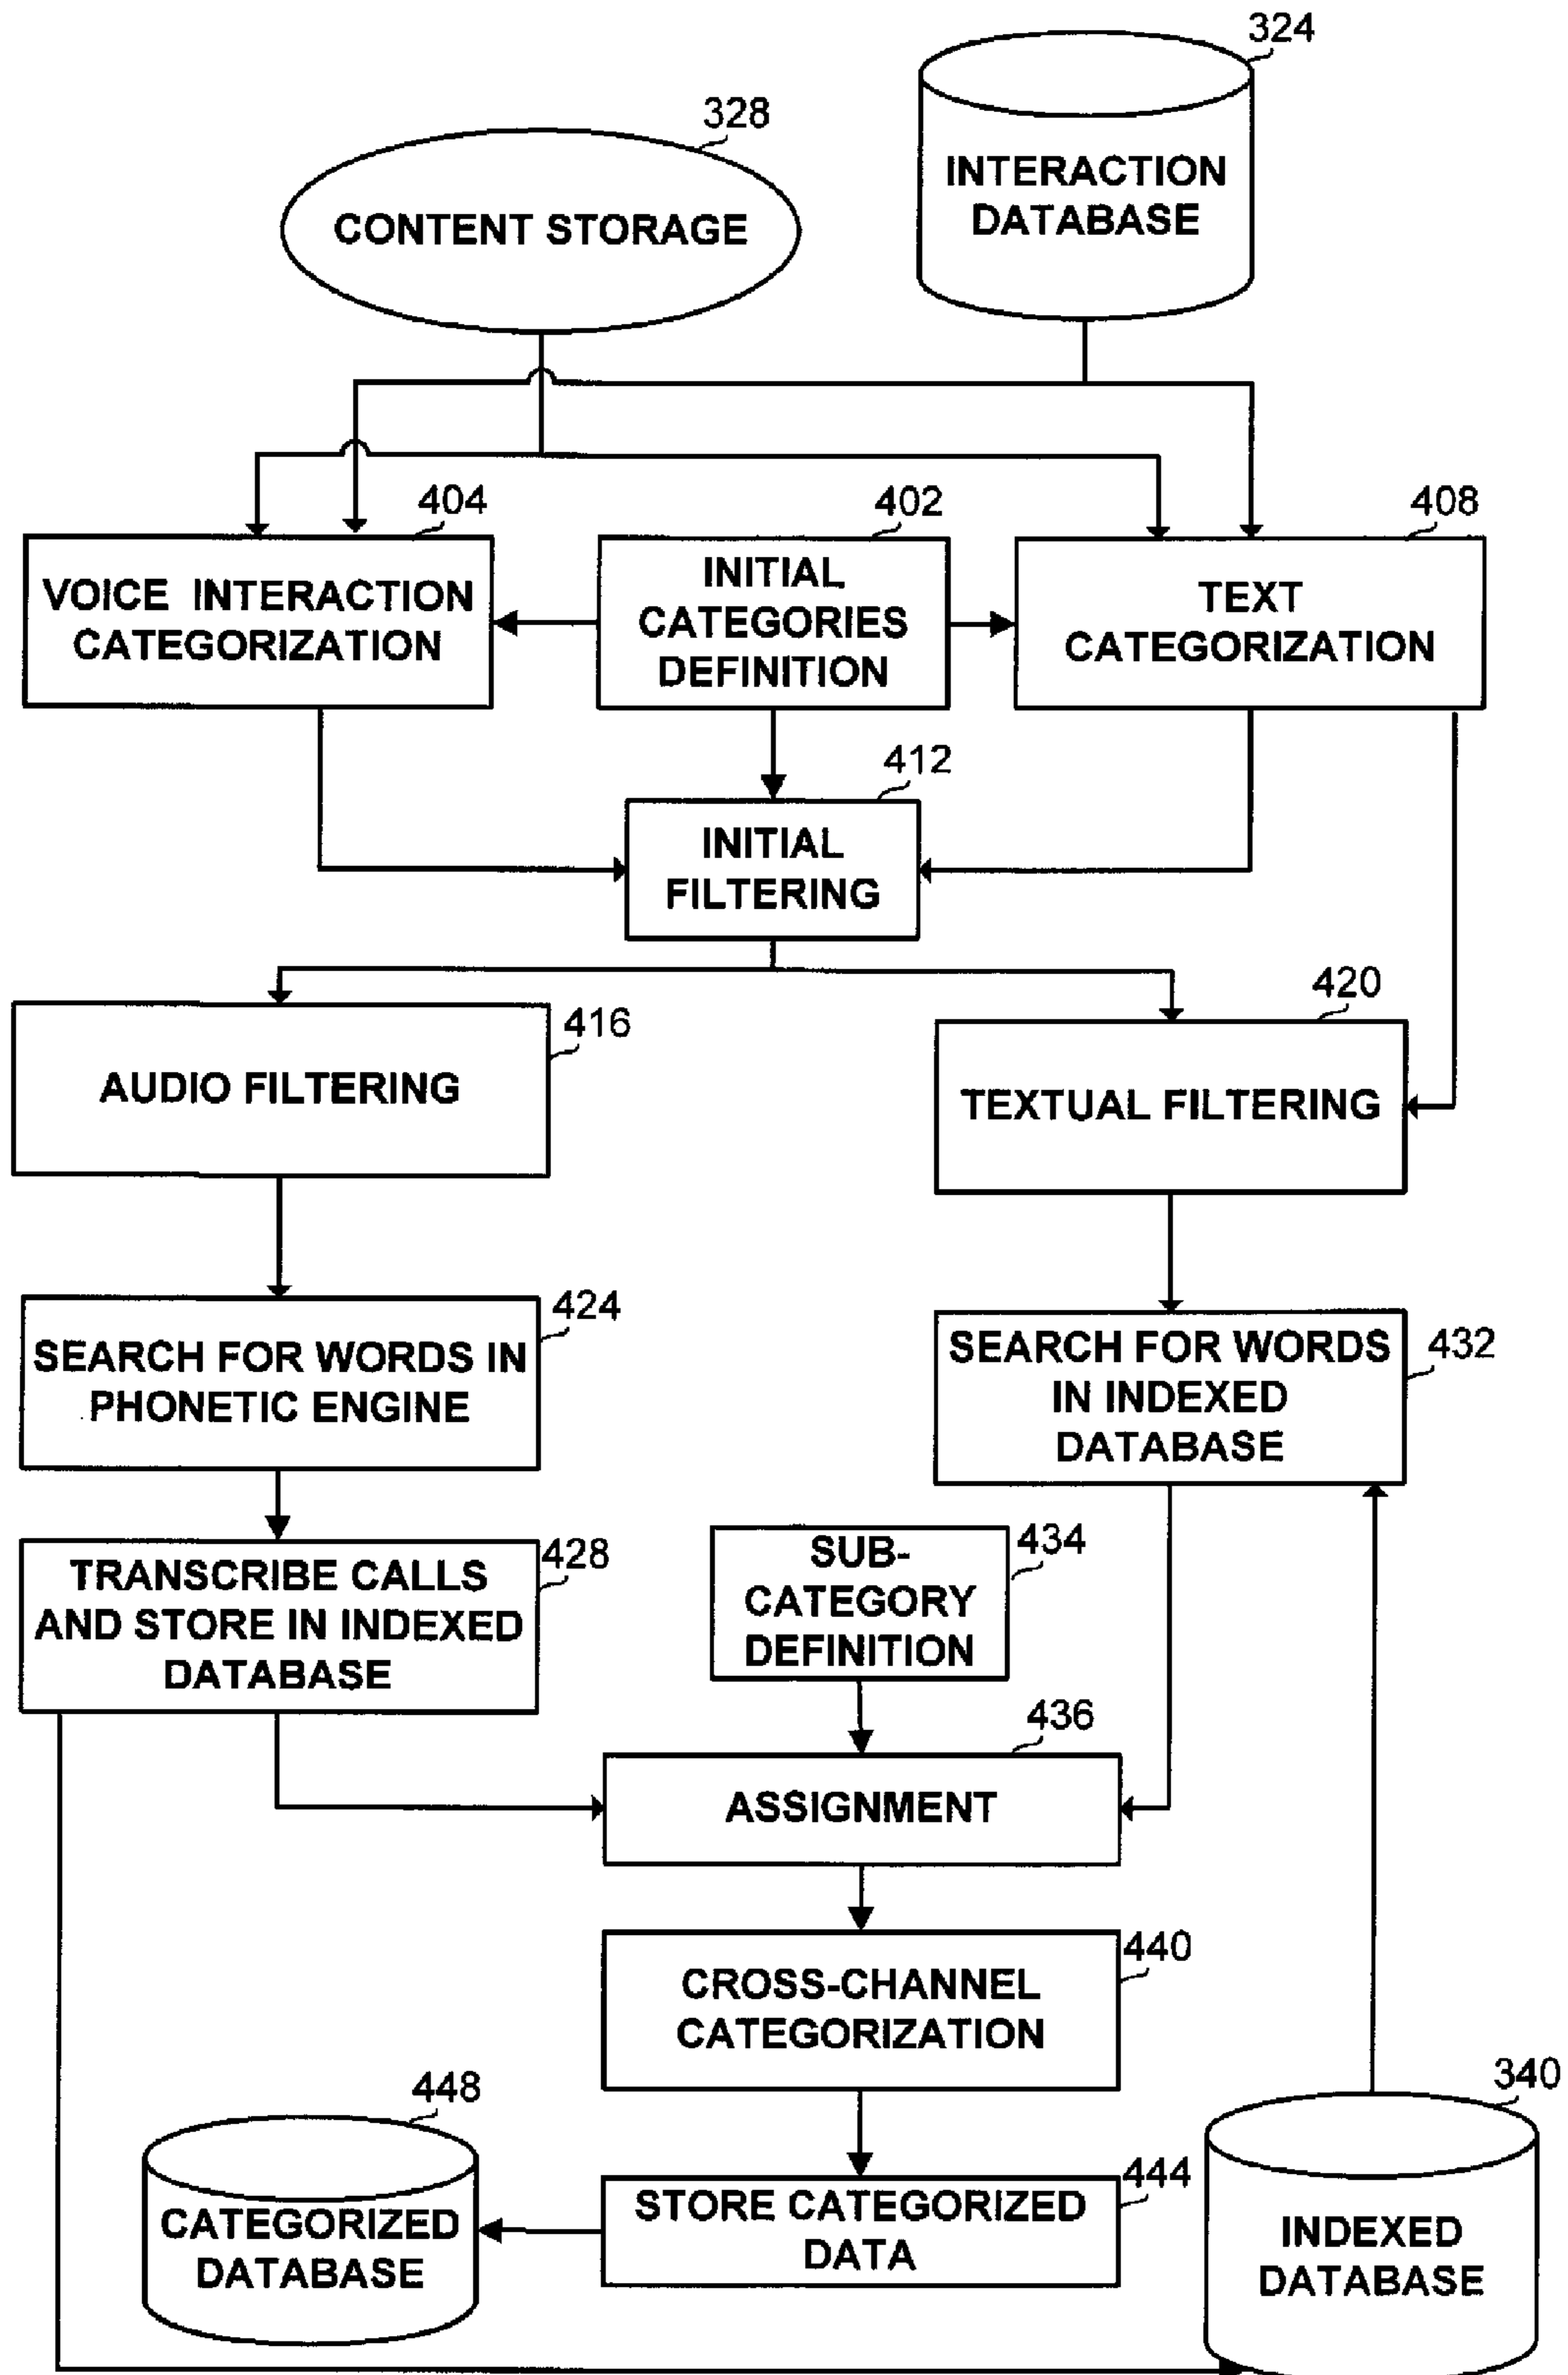 324
328
INTERACTION
DATABASE
CONTENT STORAGE
404
402
408
VOICE INTERACTION
CATEGORIZATION
INITIAL
CATEGORIES
DEFINITION
TEXT
CATEGORIZATION
412
INITIAL
FILTERING
416
420
AUDIO FILTERING
TEXTUAL FILTERING
424
SEARCH FOR WORDS IN
PHONETIC ENGINE
432
SEARCH FOR WORDS
IN INDEXED
DATABASE
428
TRANSCRIBE CALLS
AND STORE IN INDEXED
DATABASE
434
SUB-
CATEGORY
DEFINITION
436
ASSIGNMENT
440
CROSS-CHANNEL
CATEGORIZATION
448
CATEGORIZED
DATABASE
444
STORE CATEGORIZED
DATA
340
INDEXED
DATABASE